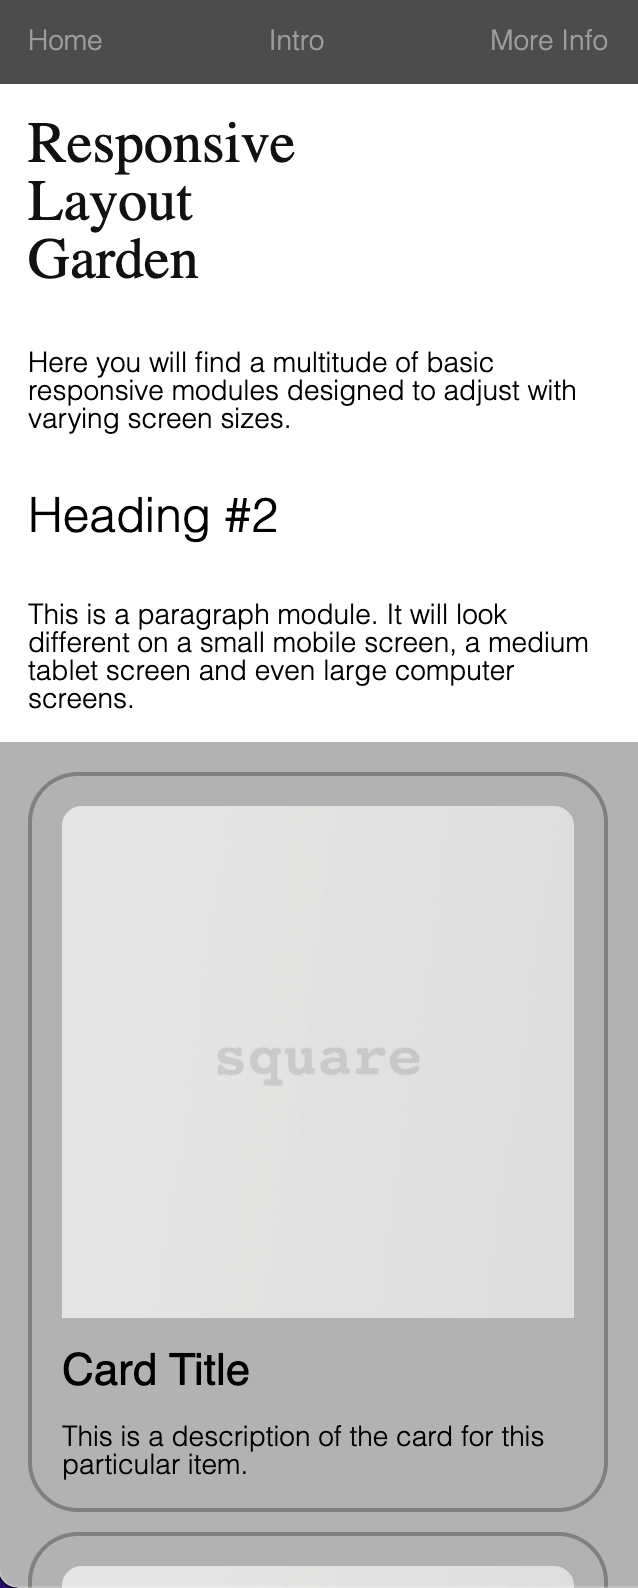 Home Intro More Info
Responsive
Layout
Garden
Here you will find a multitude of basic
responsive modules designed to adjust with
varying screen sizes.
Heading #2
This is a paragraph module. It will look
different on a small mobile screen, a medium
tablet screen and even large computer
screens.
square
Card Title
This is a description of the card for this
particular item.